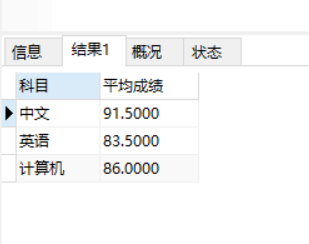 信息 结果1 概况 状态
科目 平均成绩
中文 91.5000
英语 83.5000
计算机 86.0000